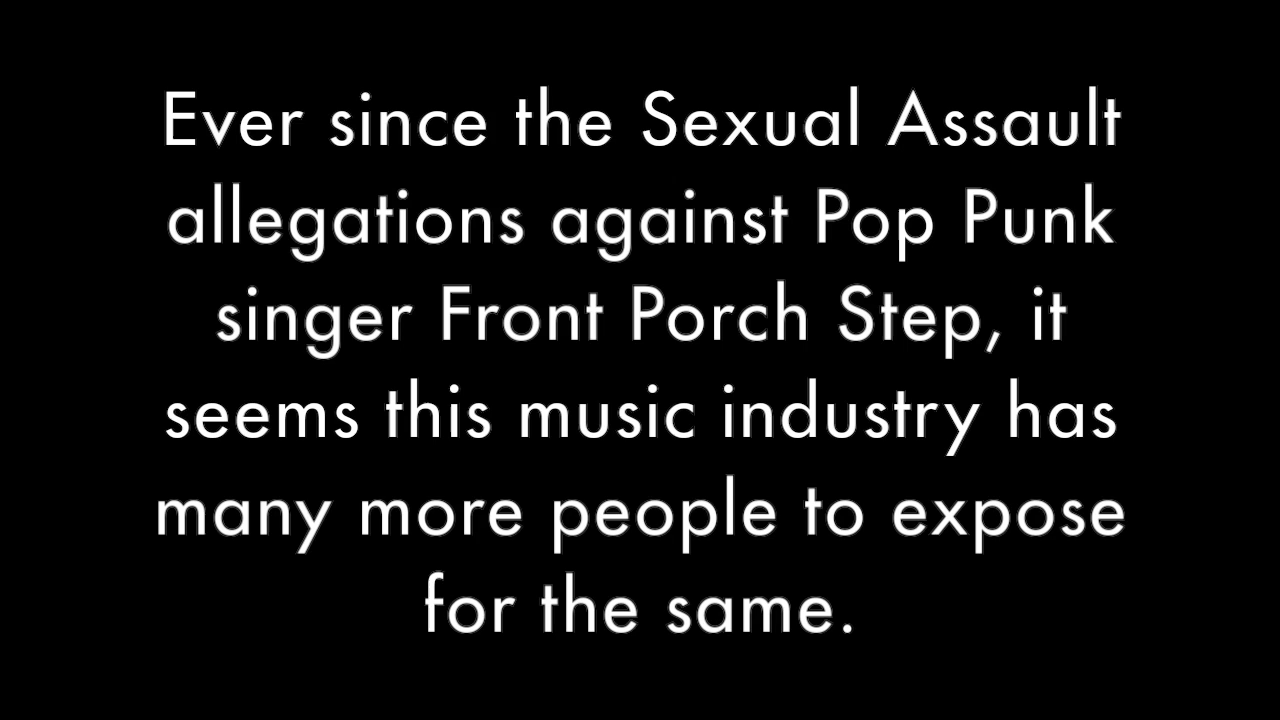 Ever since the Sexual Assault
allegations against Pop Punk
singer Front Porch Step, it
seems this music industry has
many more people to expose
for the same.